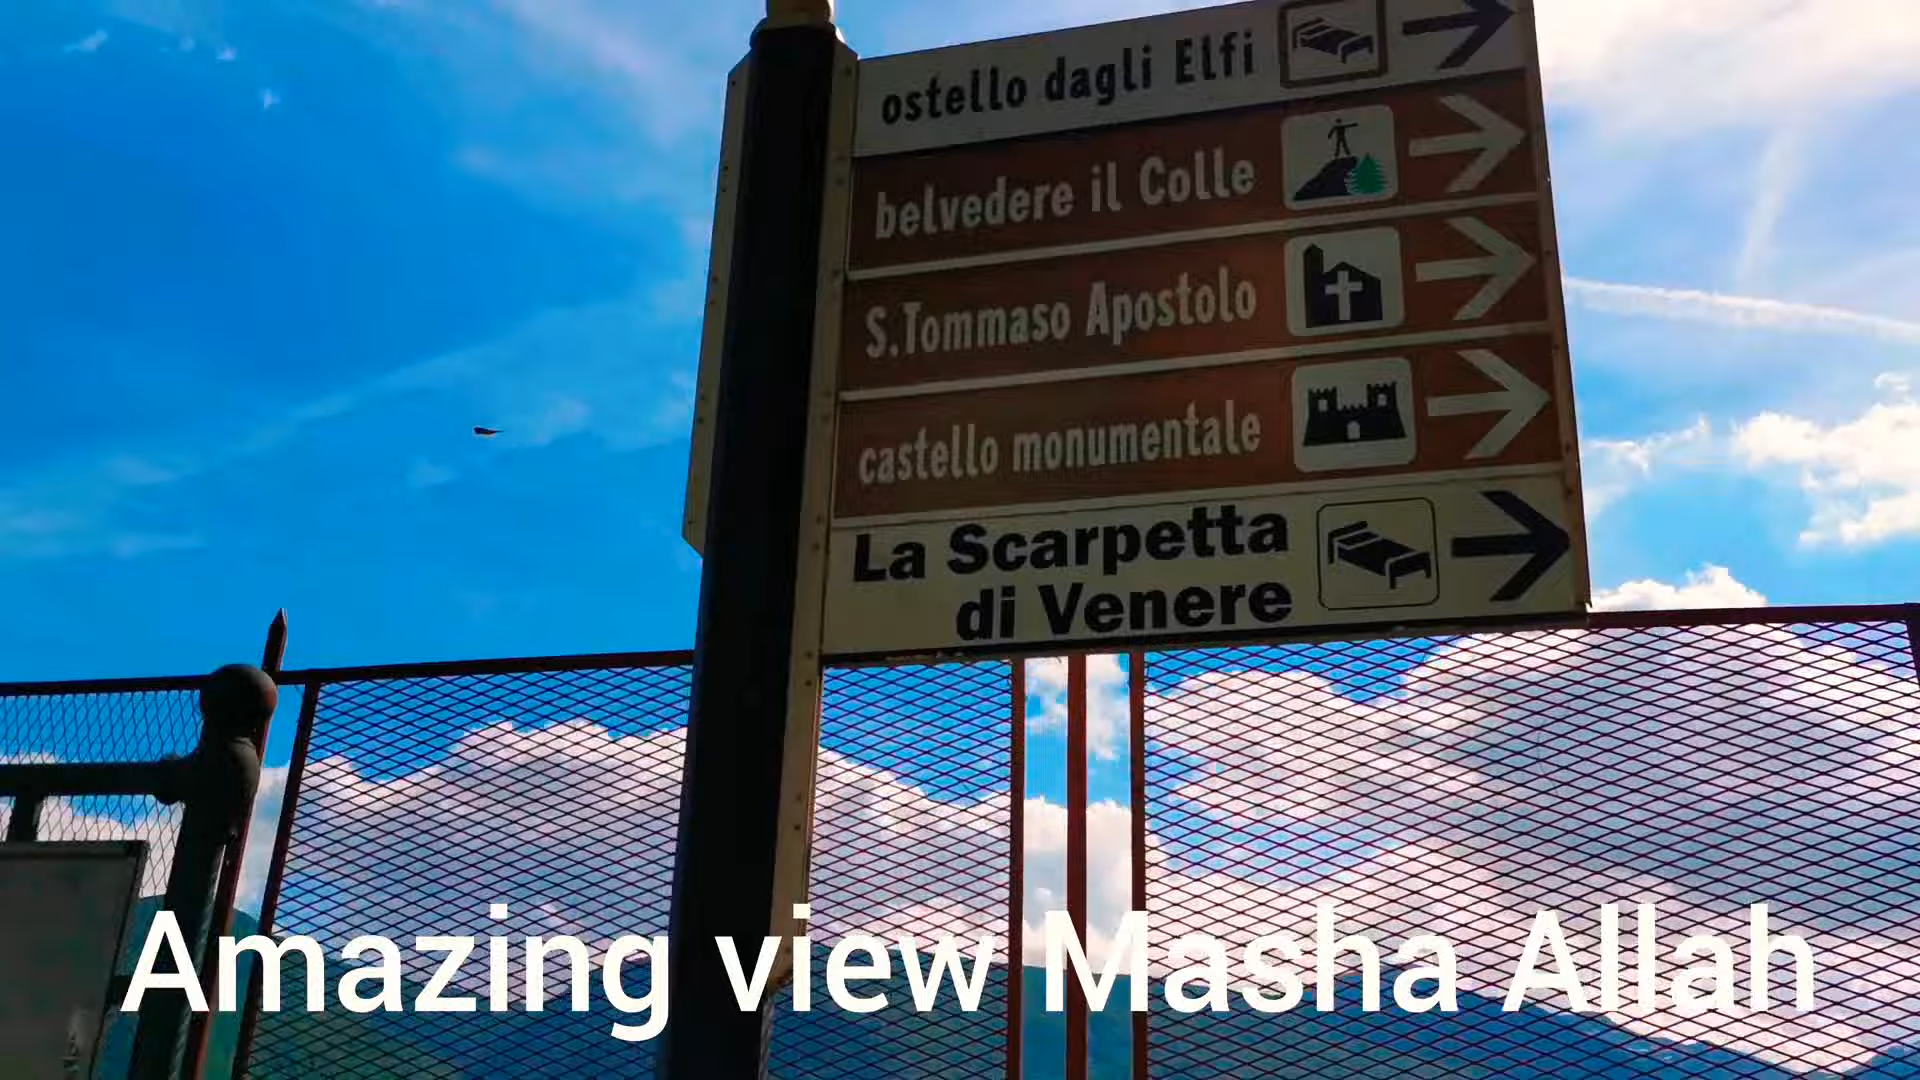 ostello dagli Elfi
belvedere il Colle
S.Tommaso Apostolo
castello monumentale
La Scarpetta
di Venere
Amazing view Masha Allah